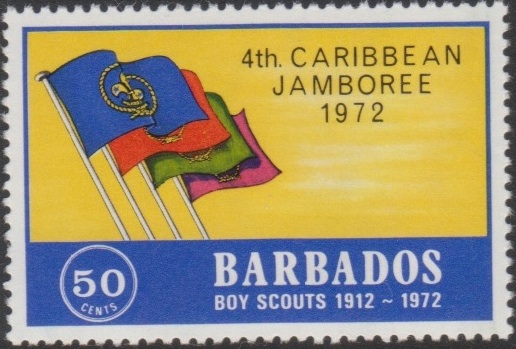 4th. CARIBBEAN
JAMBOREE
1972
50
CENTS
BARBADOS
BOY SCOUTS 1912 ~ 1972